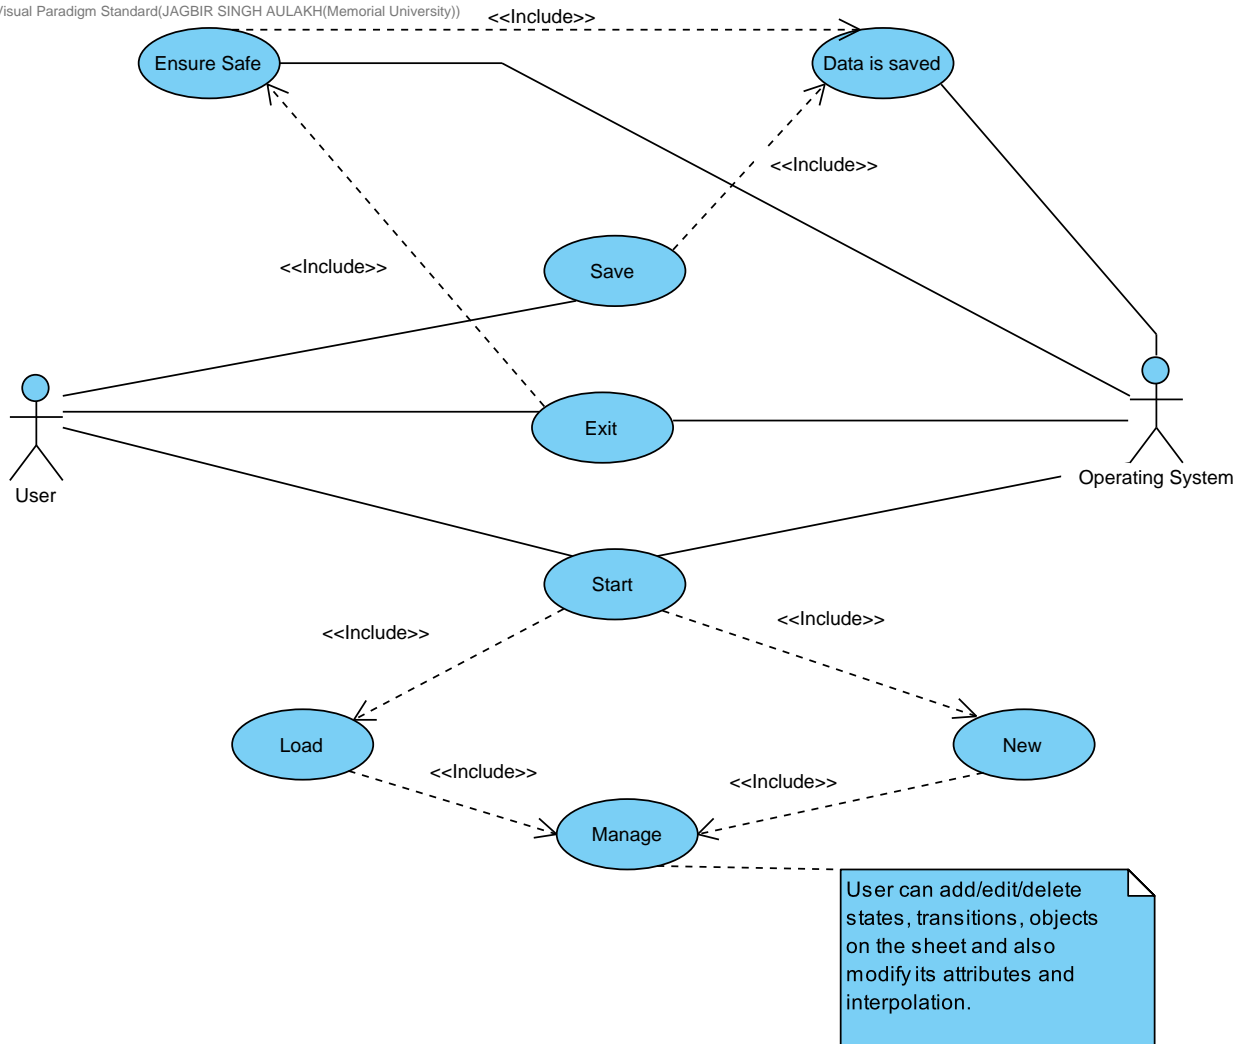 Visual Paradigm Standard(JAGBIR SINGH AULAKH(Memorial University))
<<Include>>
Ensure Safe
Data is saved
<<Include>>
<<Include>>
Save
Exit
User
Operating System
Start
<<Include>>
<<Include>>
Load
New
<<Include>>
<<Include>>
Manage
User can add/edit/delete
states, transitions, objects
on the sheet and also
modify its attributes and
interpolation.